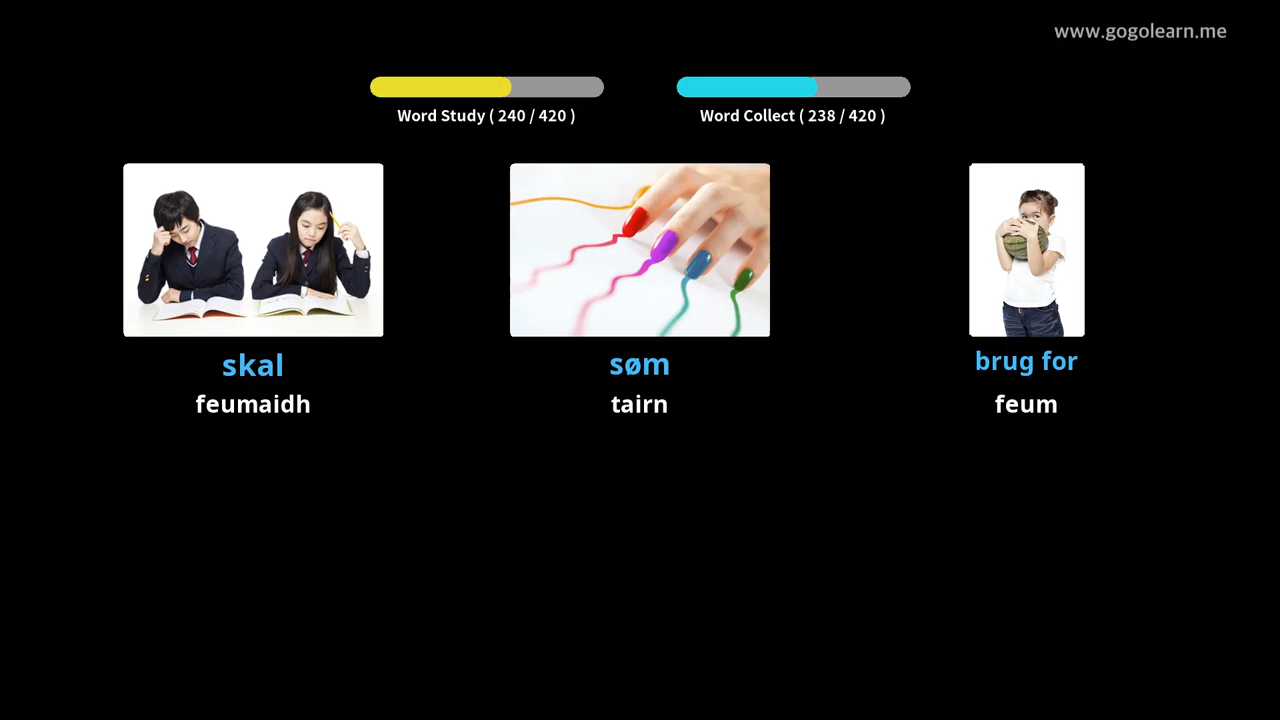 www.gogolearn.me
Word Study ( 240 / 420 )
Word Collect ( 238 / 420 )
skal
feumaidh
søm
tairn
brug for
feum